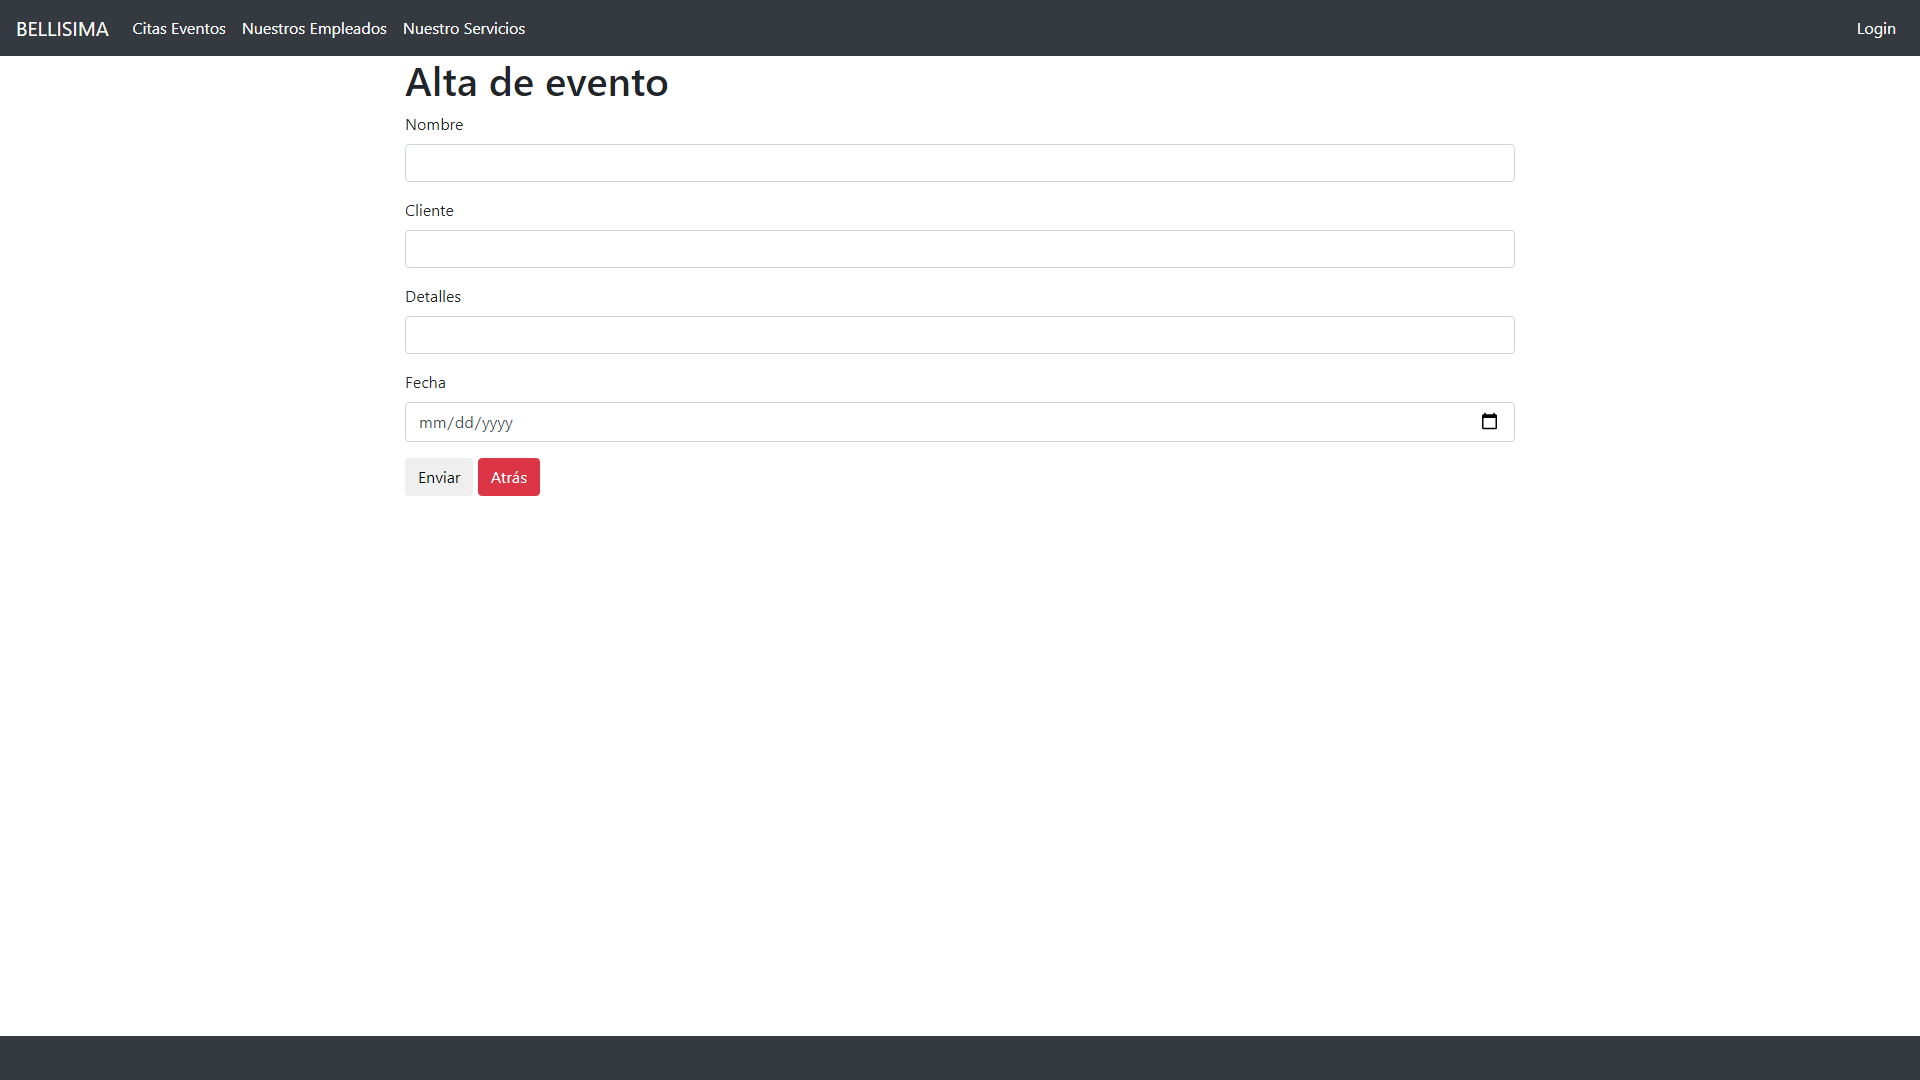 BELLISIMA Citas Eventos Nuestros Empleados Nuestro Servicios Login
Alta de evento
Nombre
Cliente
Detalles
Fecha
mm/dd/yyyy
Enviar Atrás